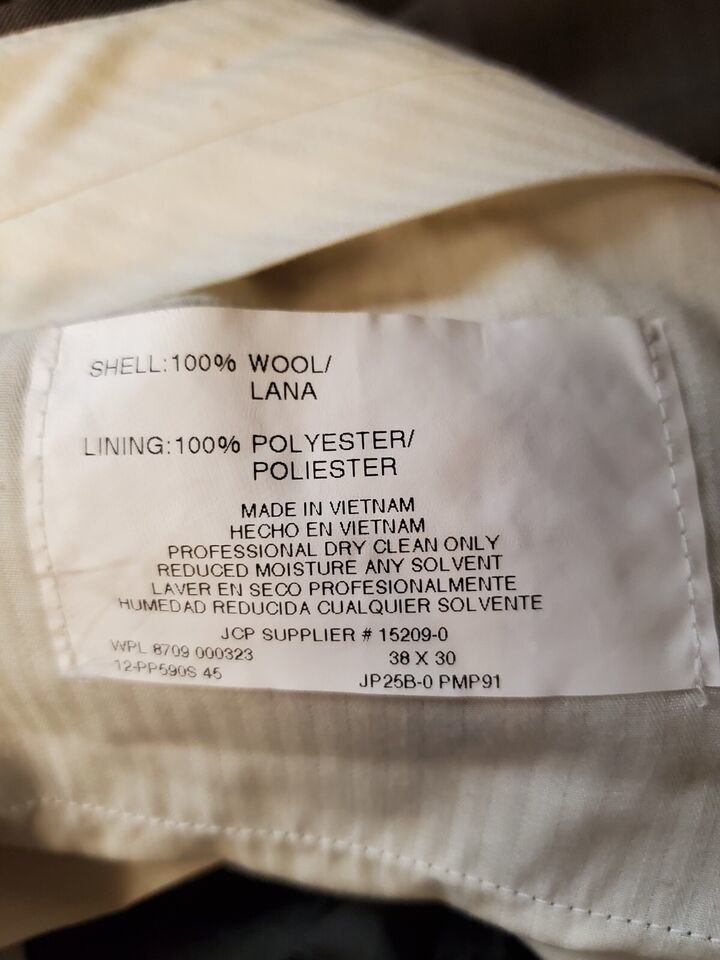 SHELL:100% WOOL/
LANA
LINING:100% POLYESTER/
POLIESTER
MADE IN VIETNAM
HECHO EN VIETNAM
PROFESSIONAL DRY CLEAN ONLY
REDUCED MOISTURE ANY SOLVENT
LAVER EN SECO PROFESIONALMENTE
HUMEDAD REDUCIDA CUALQUIER SOLVENTE
JCP SUPPLIER # 15209-0
WPL 8709 000323 38 X 30
12-PP590S 45 JP25B-0 PMP91